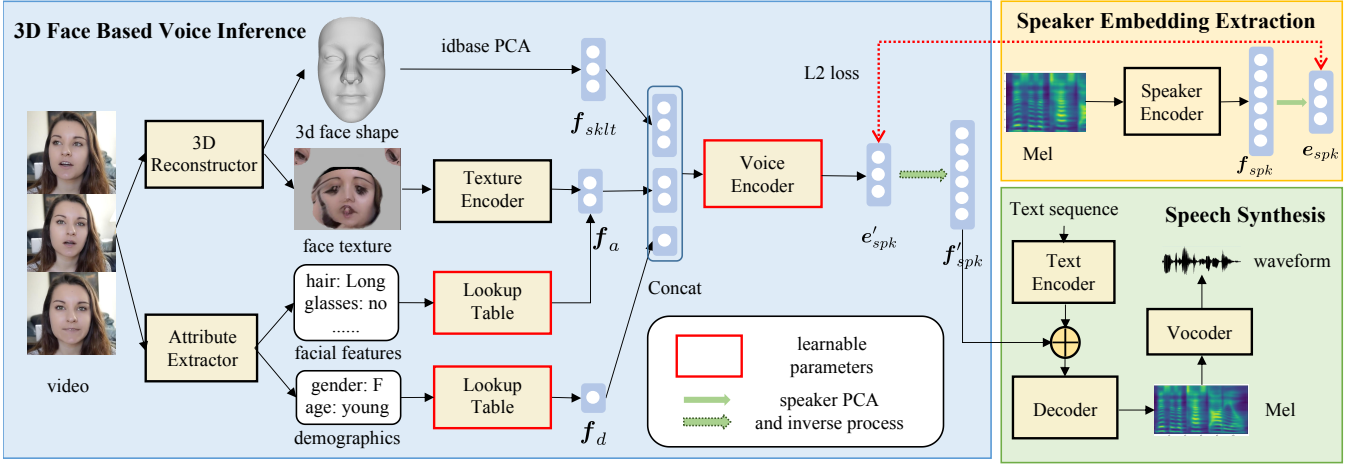 3D Face Based Voice Inference
idbase PCA
3d face shape
f_sklt
video
3D
Reconstructor
face texture
Texture
Encoder
f_a
Attribute
Extractor
hair: Long
glasses: no
......
facial features
Lookup
Table
gender: F
age: young
demographics
Lookup
Table
f_d
Concat
Voice
Encoder
L2 loss
e'_spk
f'_spk
learnable
parameters
speaker PCA
and inverse process
Speaker Embedding Extraction
Mel
Speaker
Encoder
f_spk
e_spk
Speech Synthesis
Text sequence
Text
Encoder
Decoder
Mel
Vocoder
waveform